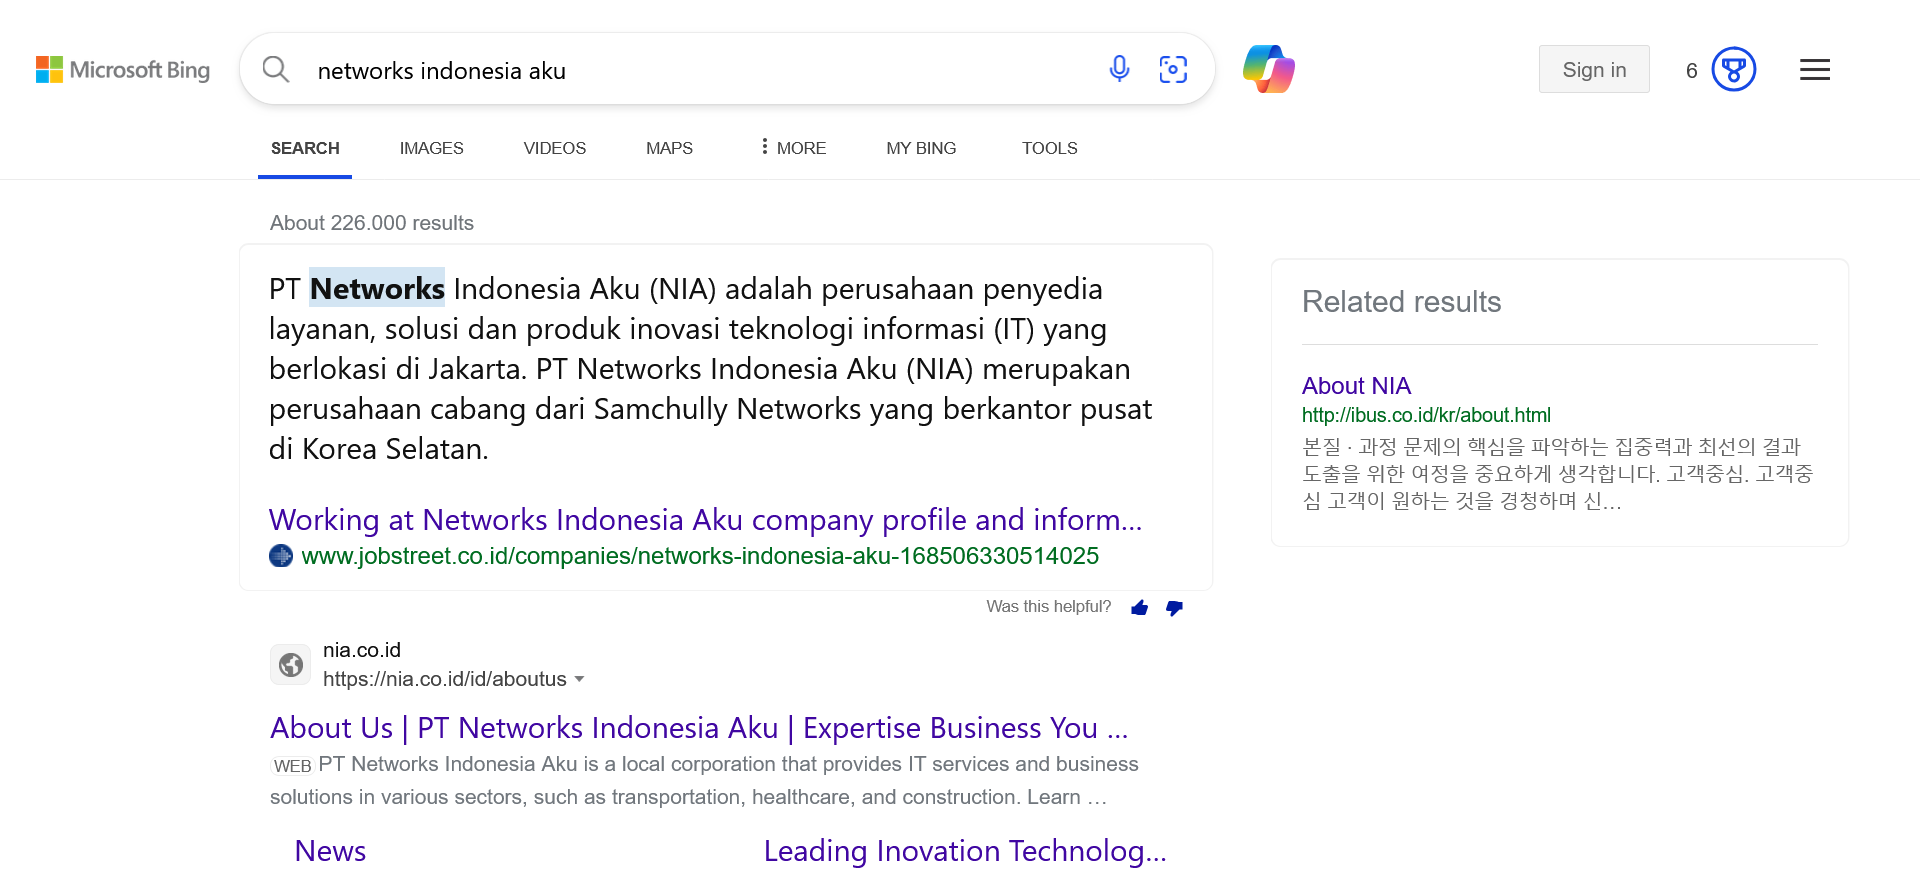 Microsoft Bing
networks indonesia aku
Sign in
6
SEARCH
IMAGES
VIDEOS
MAPS
MORE
MY BING
TOOLS
About 226.000 results
PT Networks Indonesia Aku (NIA) adalah perusahaan penyedia
layanan, solusi dan produk inovasi teknologi informasi (IT) yang
berlokasi di Jakarta. PT Networks Indonesia Aku (NIA) merupakan
perusahaan cabang dari Samchully Networks yang berkantor pusat
di Korea Selatan.
Working at Networks Indonesia Aku company profile and inform...
www.jobstreet.co.id/companies/networks-indonesia-aku-168506330514025
Was this helpful?
nia.co.id
https://nia.co.id/id/aboutus
About Us | PT Networks Indonesia Aku | Expertise Business You ...
WEB PT Networks Indonesia Aku is a local corporation that provides IT services and business
solutions in various sectors, such as transportation, healthcare, and construction. Learn …
News
Leading Inovation Technolog...
Related results
About NIA
http://ibus.co.id/kr/about.html
본질 · 과정 문제의 핵심을 파악하는 집중력과 최선의 결과
도출을 위한 여정을 중요하게 생각합니다. 고객중심. 고객중
심 고객이 원하는 것을 경청하며 신…